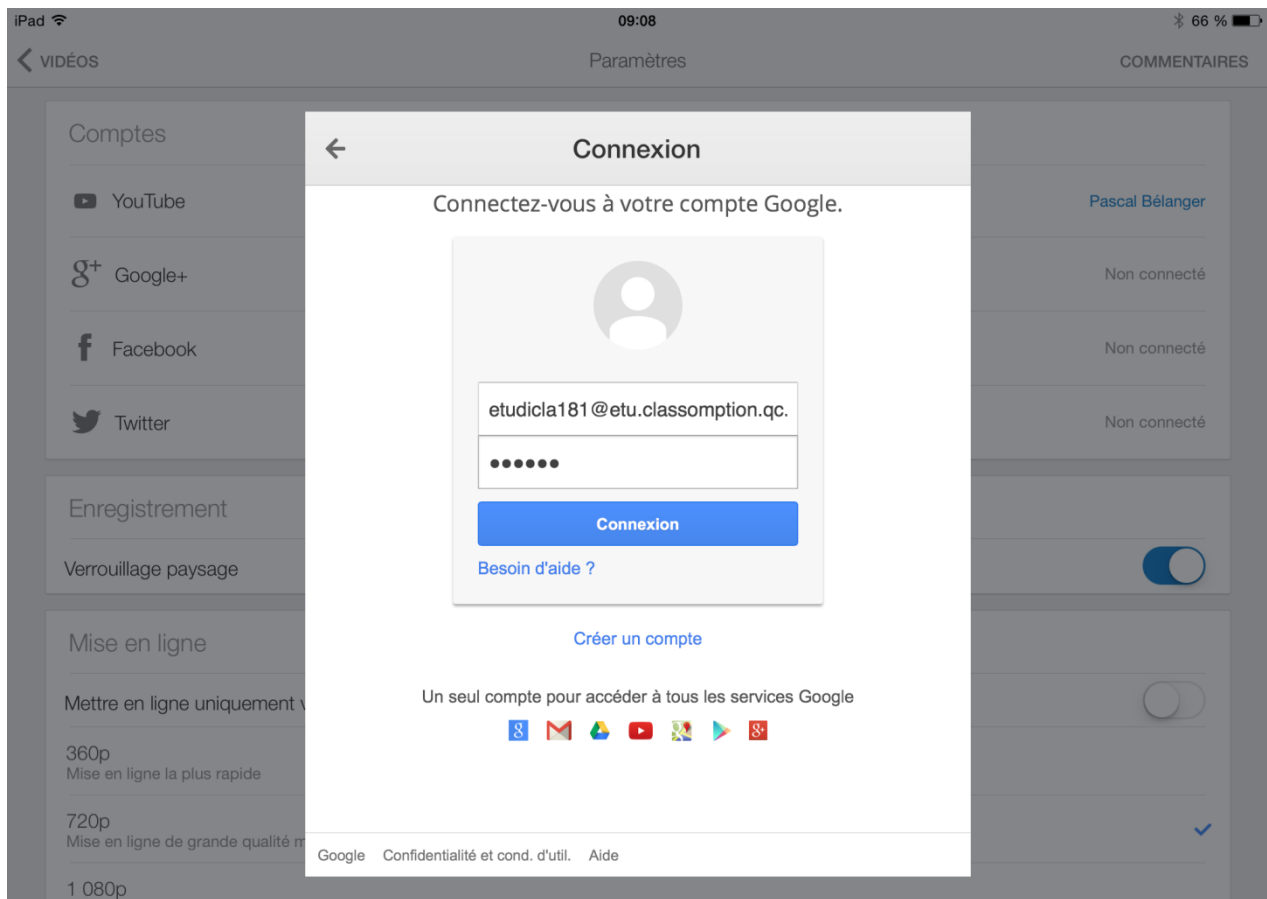 iPad 09:08 66 %
VIDÉOS Paramètres COMMENTAIRES
Comptes
YouTube Pascal Bélanger
Google+ Non connecté
Facebook Non connecté
Twitter Non connecté
Enregistrement
Verrouillage paysage
Mise en ligne
Mettre en ligne uniquement
360p
Mise en ligne la plus rapide
720p
Mise en ligne de grande qualité
1 080p
Connexion
Connectez-vous à votre compte Google.
etudicla181@etu.classomption.qc.
••••••
Connexion
Besoin d'aide ?
Créer un compte
Un seul compte pour accéder à tous les services Google
Google Confidentialité et cond. d'util. Aide